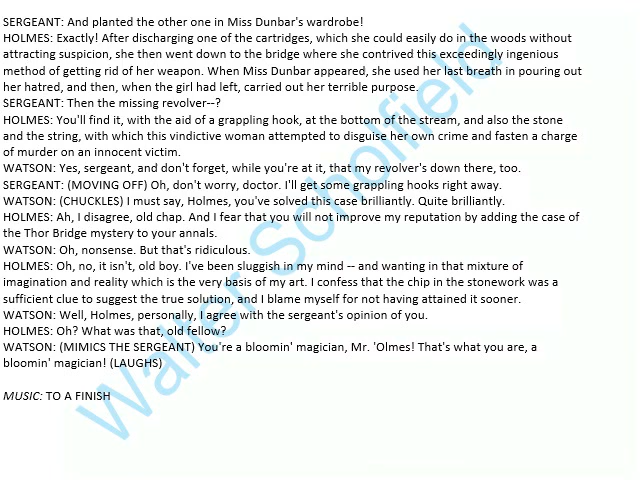 SERGEANT: And planted the other one in Miss Dunbar's wardrobe!
HOLMES: Exactly! After discharging one of the cartridges, which she could easily do in the woods without
attracting suspicion, she then went down to the bridge where she contrived this exceedingly ingenious
method of getting rid of her weapon. When Miss Dunbar appeared, she used her last breath in pouring out
her hatred, and then, when the girl had left, carried out her terrible purpose.
SERGEANT: Then the missing revolver--?
HOLMES: You'll find it, with the aid of a grappling hook, at the bottom of the stream, and also the stone
and the string, with which this vindictive woman attempted to disguise her own crime and fasten a charge
of murder on an innocent victim.
WATSON: Yes, sergeant, and don't forget, while you're at it, that my revolver's down there, too.
SERGEANT: (MOVING OFF) Oh, don't worry, doctor. I'll get some grappling hooks right away.
WATSON: (CHUCKLES) I must say, Holmes, you've solved this case brilliantly. Quite brilliantly.
HOLMES: Ah, I disagree, old chap. And I fear that you will not improve my reputation by adding the case of
the Thor Bridge mystery to your annals.
WATSON: Oh, nonsense. But that's ridiculous.
HOLMES: Oh, no, it isn't, old boy. I've been sluggish in my mind -- and wanting in that mixture of
imagination and reality which is the very basis of my art. I confess that the chip in the stonework was a
sufficient clue to suggest the true solution, and I blame myself for not having attained it sooner.
WATSON: Well, Holmes, personally, I agree with the sergeant's opinion of you.
HOLMES: Oh? What was that, old fellow?
WATSON: (MIMICS THE SERGEANT) You're a bloomin' magician, Mr. 'Olmes! That's what you are, a
bloomin' magician! (LAUGHS)
MUSIC: TO A FINISH
Walter Scholfield